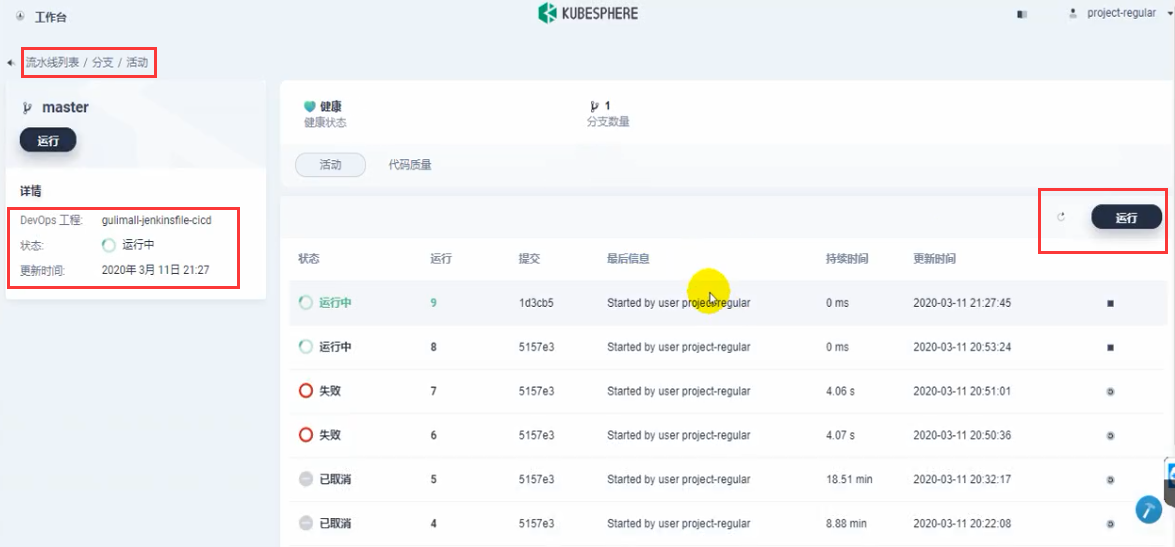 工作台
KUBESPHERE
project-regular
流水线列表 / 分支 / 活动
master
运行
详情
DevOps 工程: gulimall-jenkinsfile-cicd
状态: 运行中
更新时间: 2020年 3月 11日 21:27
健康
健康状态
1
分支数量
活动 代码质量
运行
状态 运行 提交 最后信息 持续时间 更新时间
运行中 9 1d3cb5 Started by user project-regular 0 ms 2020-03-11 21:27:45
运行中 8 5157e3 Started by user project-regular 0 ms 2020-03-11 20:53:24
失败 7 5157e3 Started by user project-regular 4.06 s 2020-03-11 20:51:01
失败 6 5157e3 Started by user project-regular 4.07 s 2020-03-11 20:50:36
已取消 5 5157e3 Started by user project-regular 18.51 min 2020-03-11 20:32:17
已取消 4 5157e3 Started by user project-regular 8.88 min 2020-03-11 20:22:08